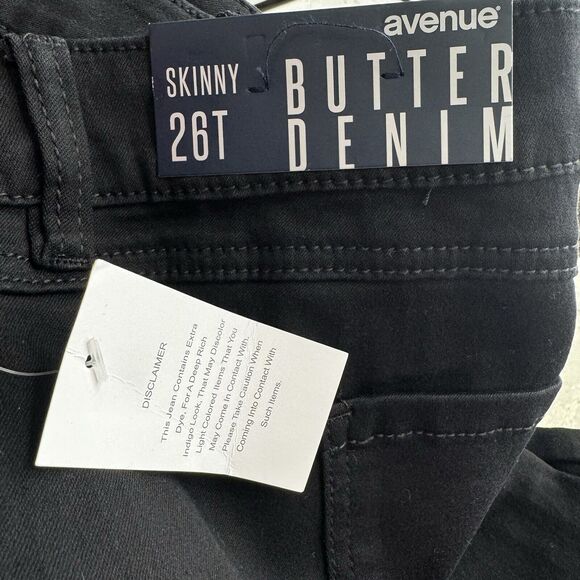 avenue®
SKINNY
26T
BUTTER
DENIM
DISCLAIMER
This Jean Contains Extra
Dye, For A Deep Rich
Indigo Look, That May Discolor
Light Colored Items That You
May Come In Contact With.
Please Take Caution When
Coming Into Contact With
Such Items.